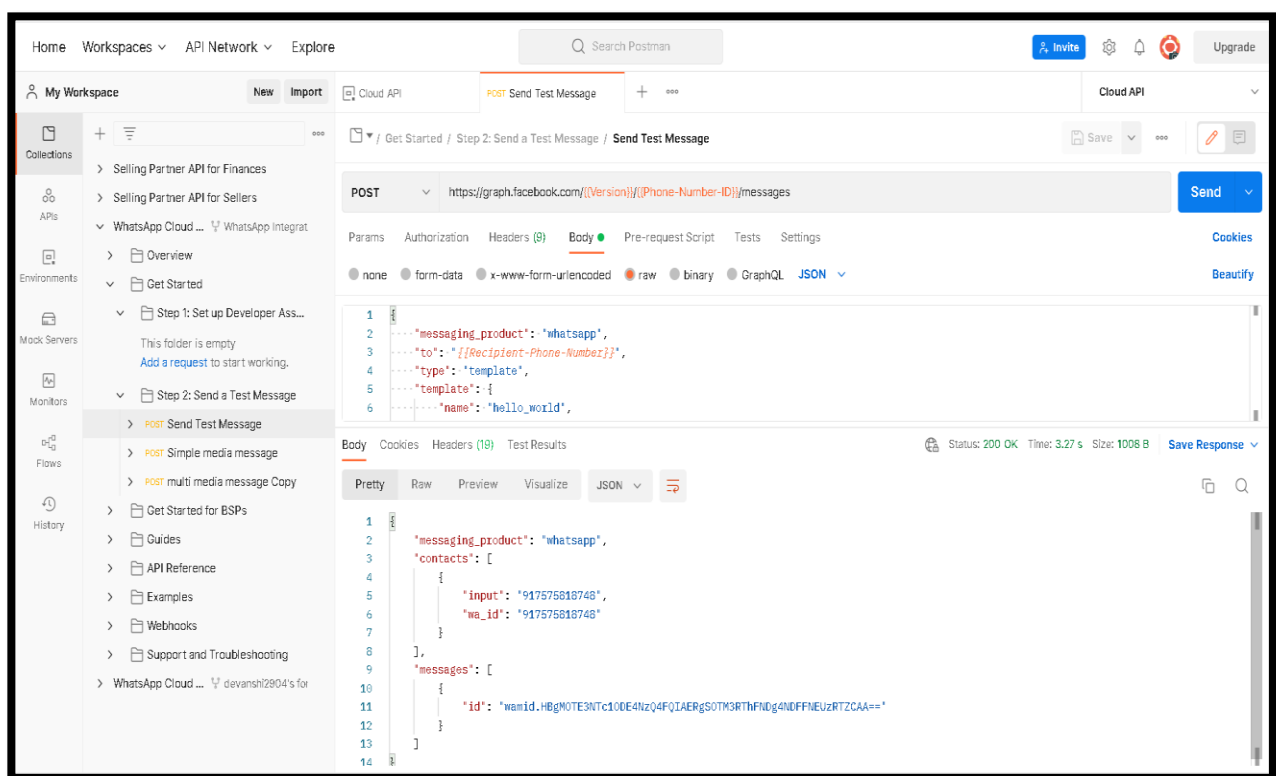 Home Workspaces API Network Explore Search Postman Invite Upgrade
My Workspace New Import Cloud API POST Send Test Message + ooo Cloud API
Collections
APIs
Environments
Mock Servers
Monitors
Flows
History
+ ooo
Selling Partner API for Finances
Selling Partner API for Sellers
WhatsApp Cloud ... WhatsApp Integrat
Overview
Get Started
Step 1: Set up Developer Ass...
This folder is empty
Add a request to start working.
Step 2: Send a Test Message
POST Send Test Message
POST Simple media message
POST multi media message Copy
Get Started for BSPs
Guides
API Reference
Examples
Webhooks
Support and Troubleshooting
WhatsApp Cloud ... devanshi2904's for
/ Get Started / Step 2: Send a Test Message / Send Test Message Save ooo
POST https://graph.facebook.com/{{Version}}/{{Phone-Number-ID}}/messages Send
Params Authorization Headers (9) Body Pre-request Script Tests Settings Cookies
none form-data x-www-form-urlencoded raw binary GraphQL JSON Beautify
1 {
2 "messaging_product": "whatsapp",
3 "to": "{{Recipient-Phone-Number}}",
4 "type": "template",
5 "template": {
6 "name": "hello_world",
Body Cookies Headers (19) Test Results Status: 200 OK Time: 3.27 s Size: 1008 B Save Response
Pretty Raw Preview Visualize JSON
1 {
2 "messaging_product": "whatsapp",
3 "contacts": [
4 {
5 "input": "917575818748",
6 "wa_id": "917575818748"
7 }
8 ],
9 "messages": [
10 {
11 "id": "wamid.HBgMOTE3NTc1ODE4NzQ4FQIAERgSOTM3RThFNDg4NDFFNEUzRTZCAA=="
12 }
13 ]
14 }